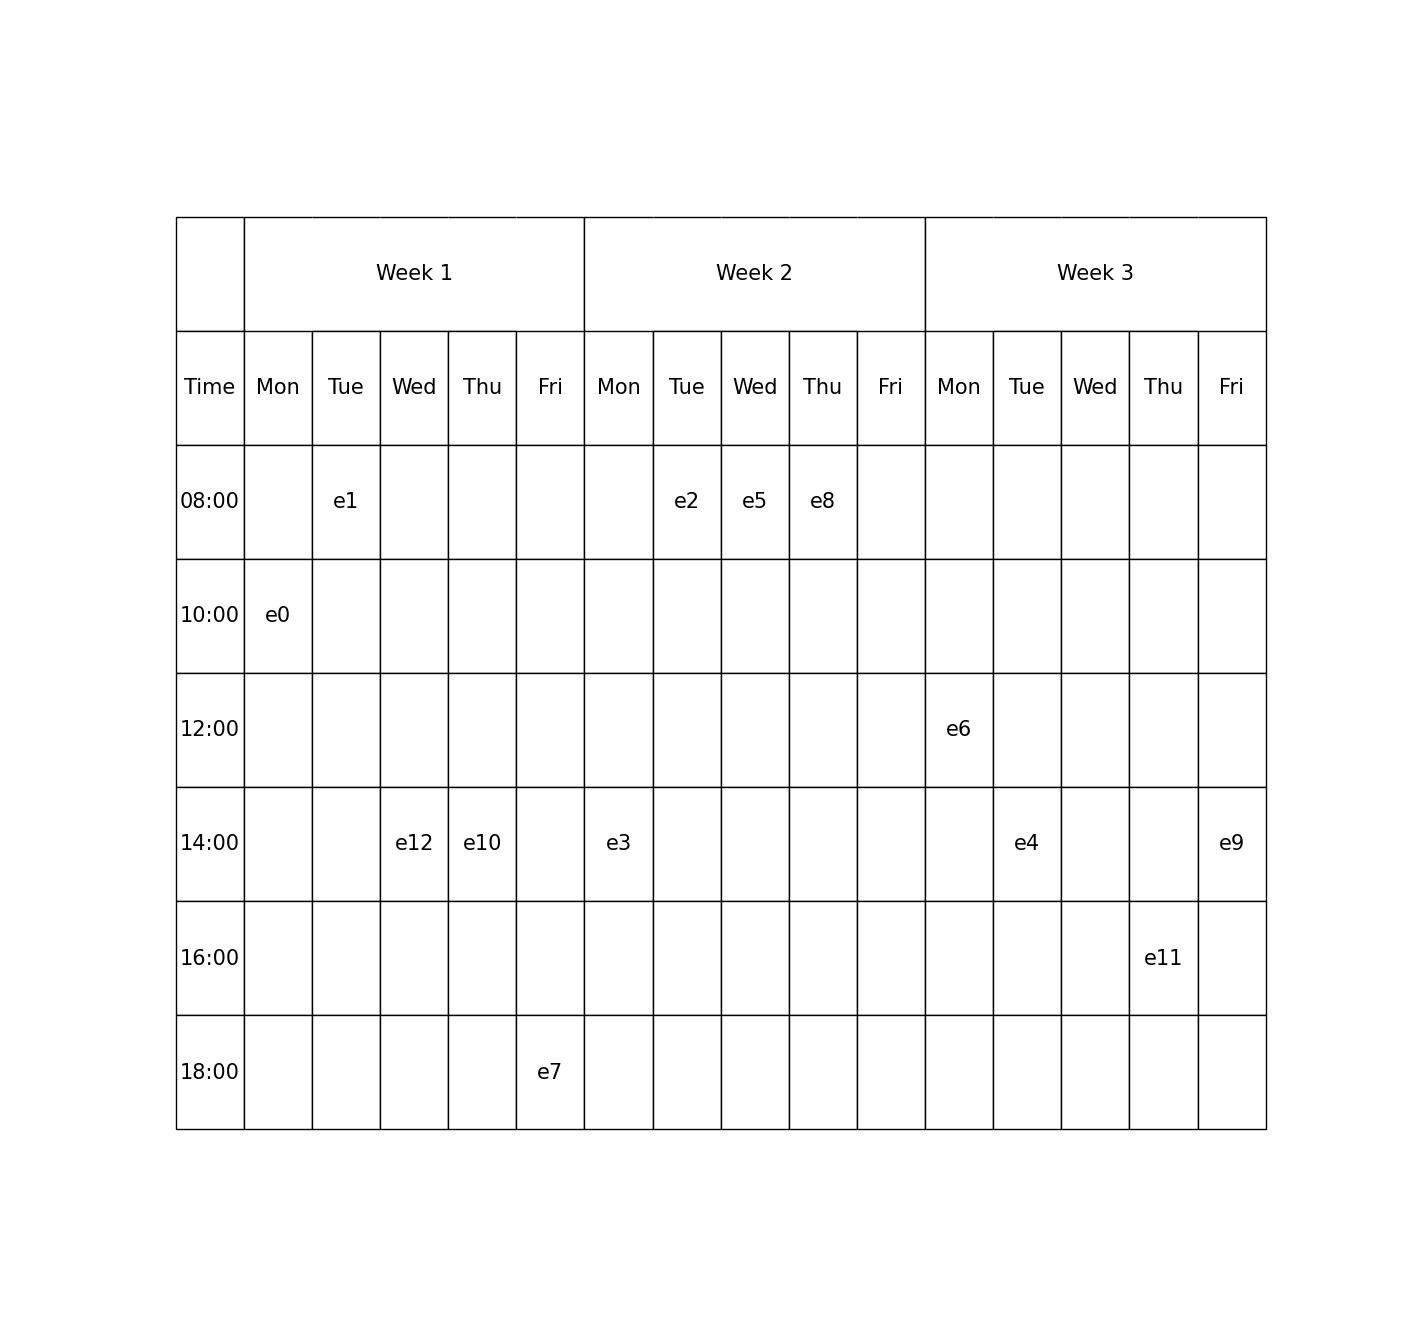 Week 1 Week 2 Week 3
Time Mon Tue Wed Thu Fri Mon Tue Wed Thu Fri Mon Tue Wed Thu Fri
08:00 e1 e2 e5 e8
10:00 e0
12:00 e6
14:00 e12 e10 e3 e4 e9
16:00 e11
18:00 e7